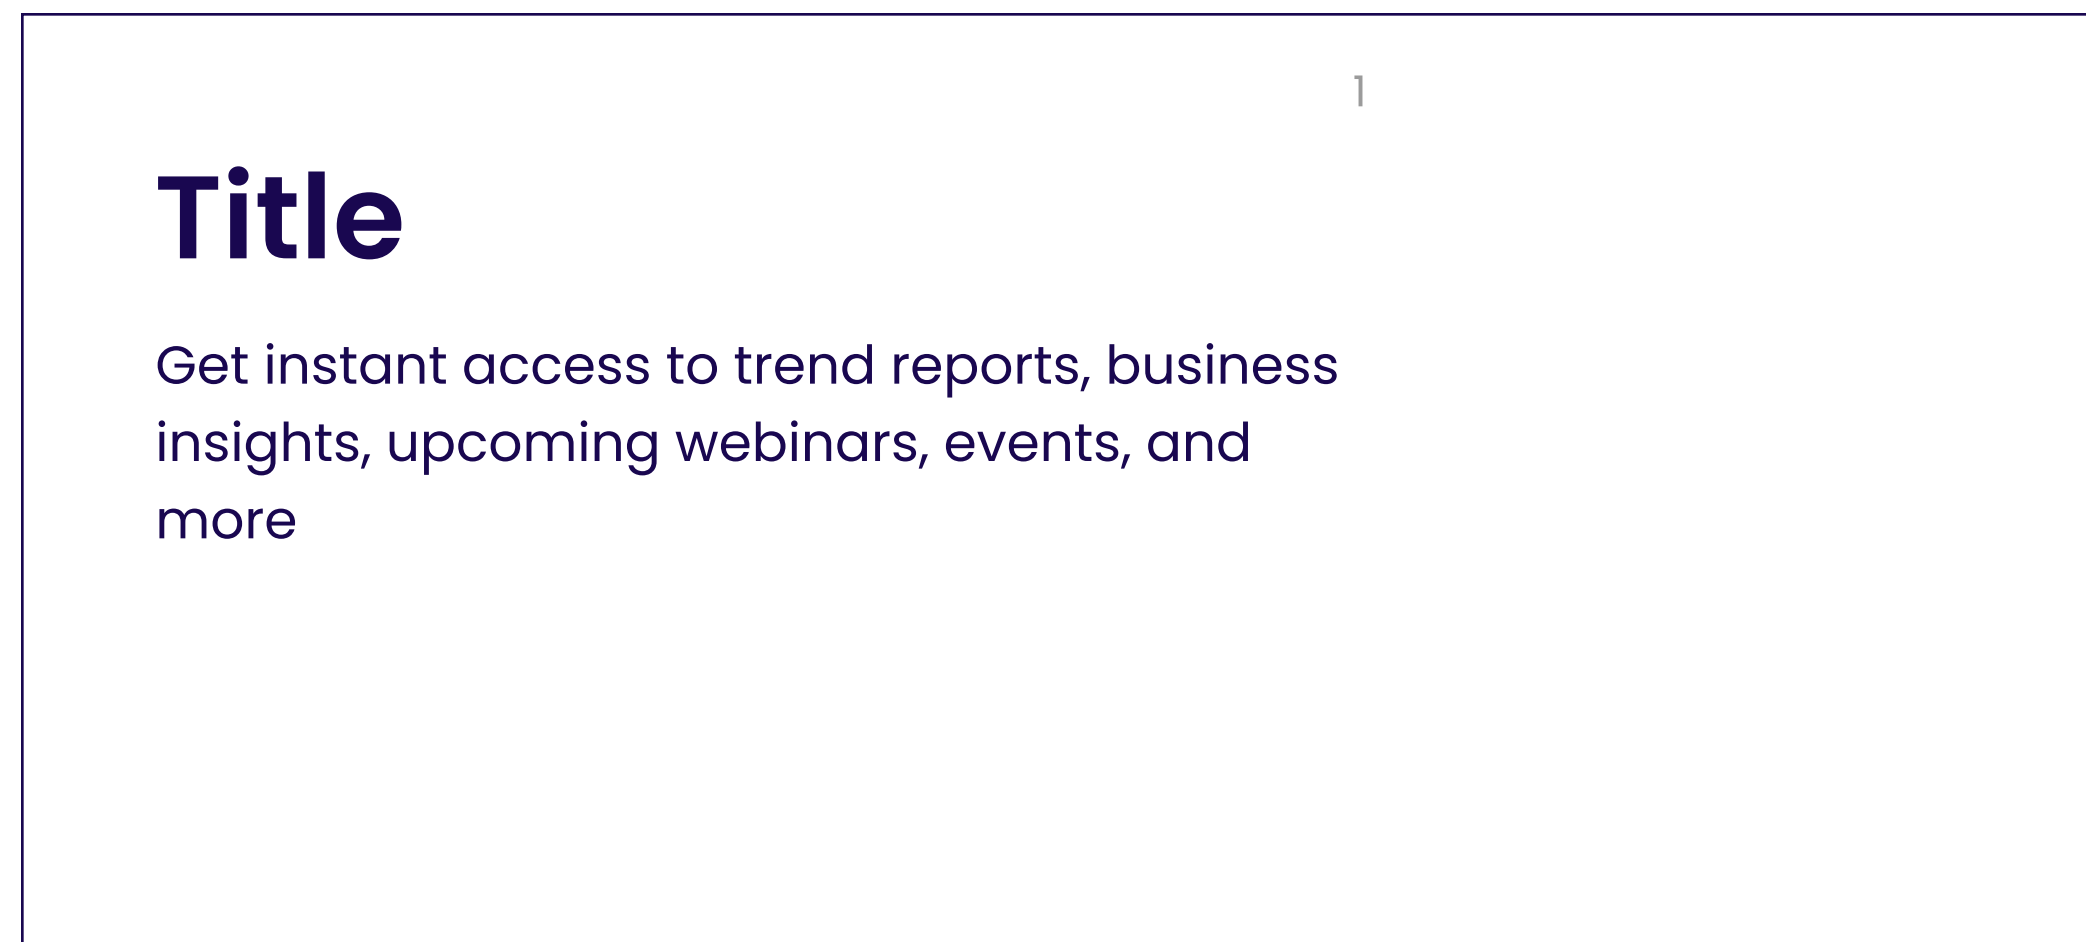 1
Title
Get instant access to trend reports, business
insights, upcoming webinars, events, and
more